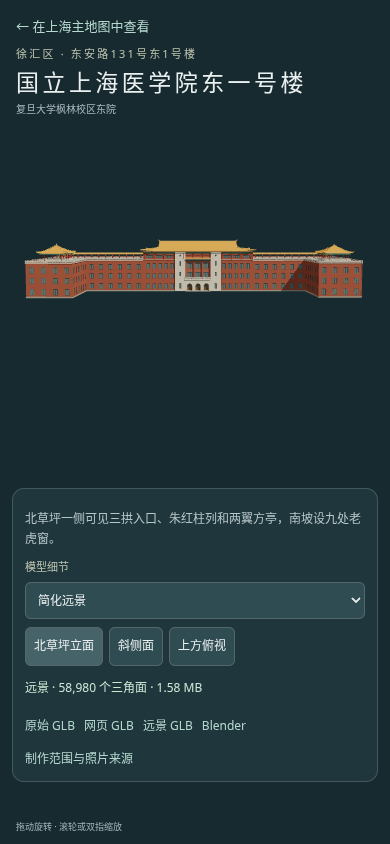 ← 在上海主地图中查看
徐汇区 · 东安路131号东1号楼
国立上海医学院东一号楼
复旦大学枫林校区东院
北草坪一侧可见三拱入口、朱红柱列和两翼方亭，南坡设九处老
虎窗。
模型细节
简化远景
北草坪立面 斜侧面 上方俯视
远景 · 58,980 个三角面 · 1.58 MB
原始 GLB 网页 GLB 远景 GLB Blender
制作范围与照片来源
拖动旋转 · 滚轮或双指缩放